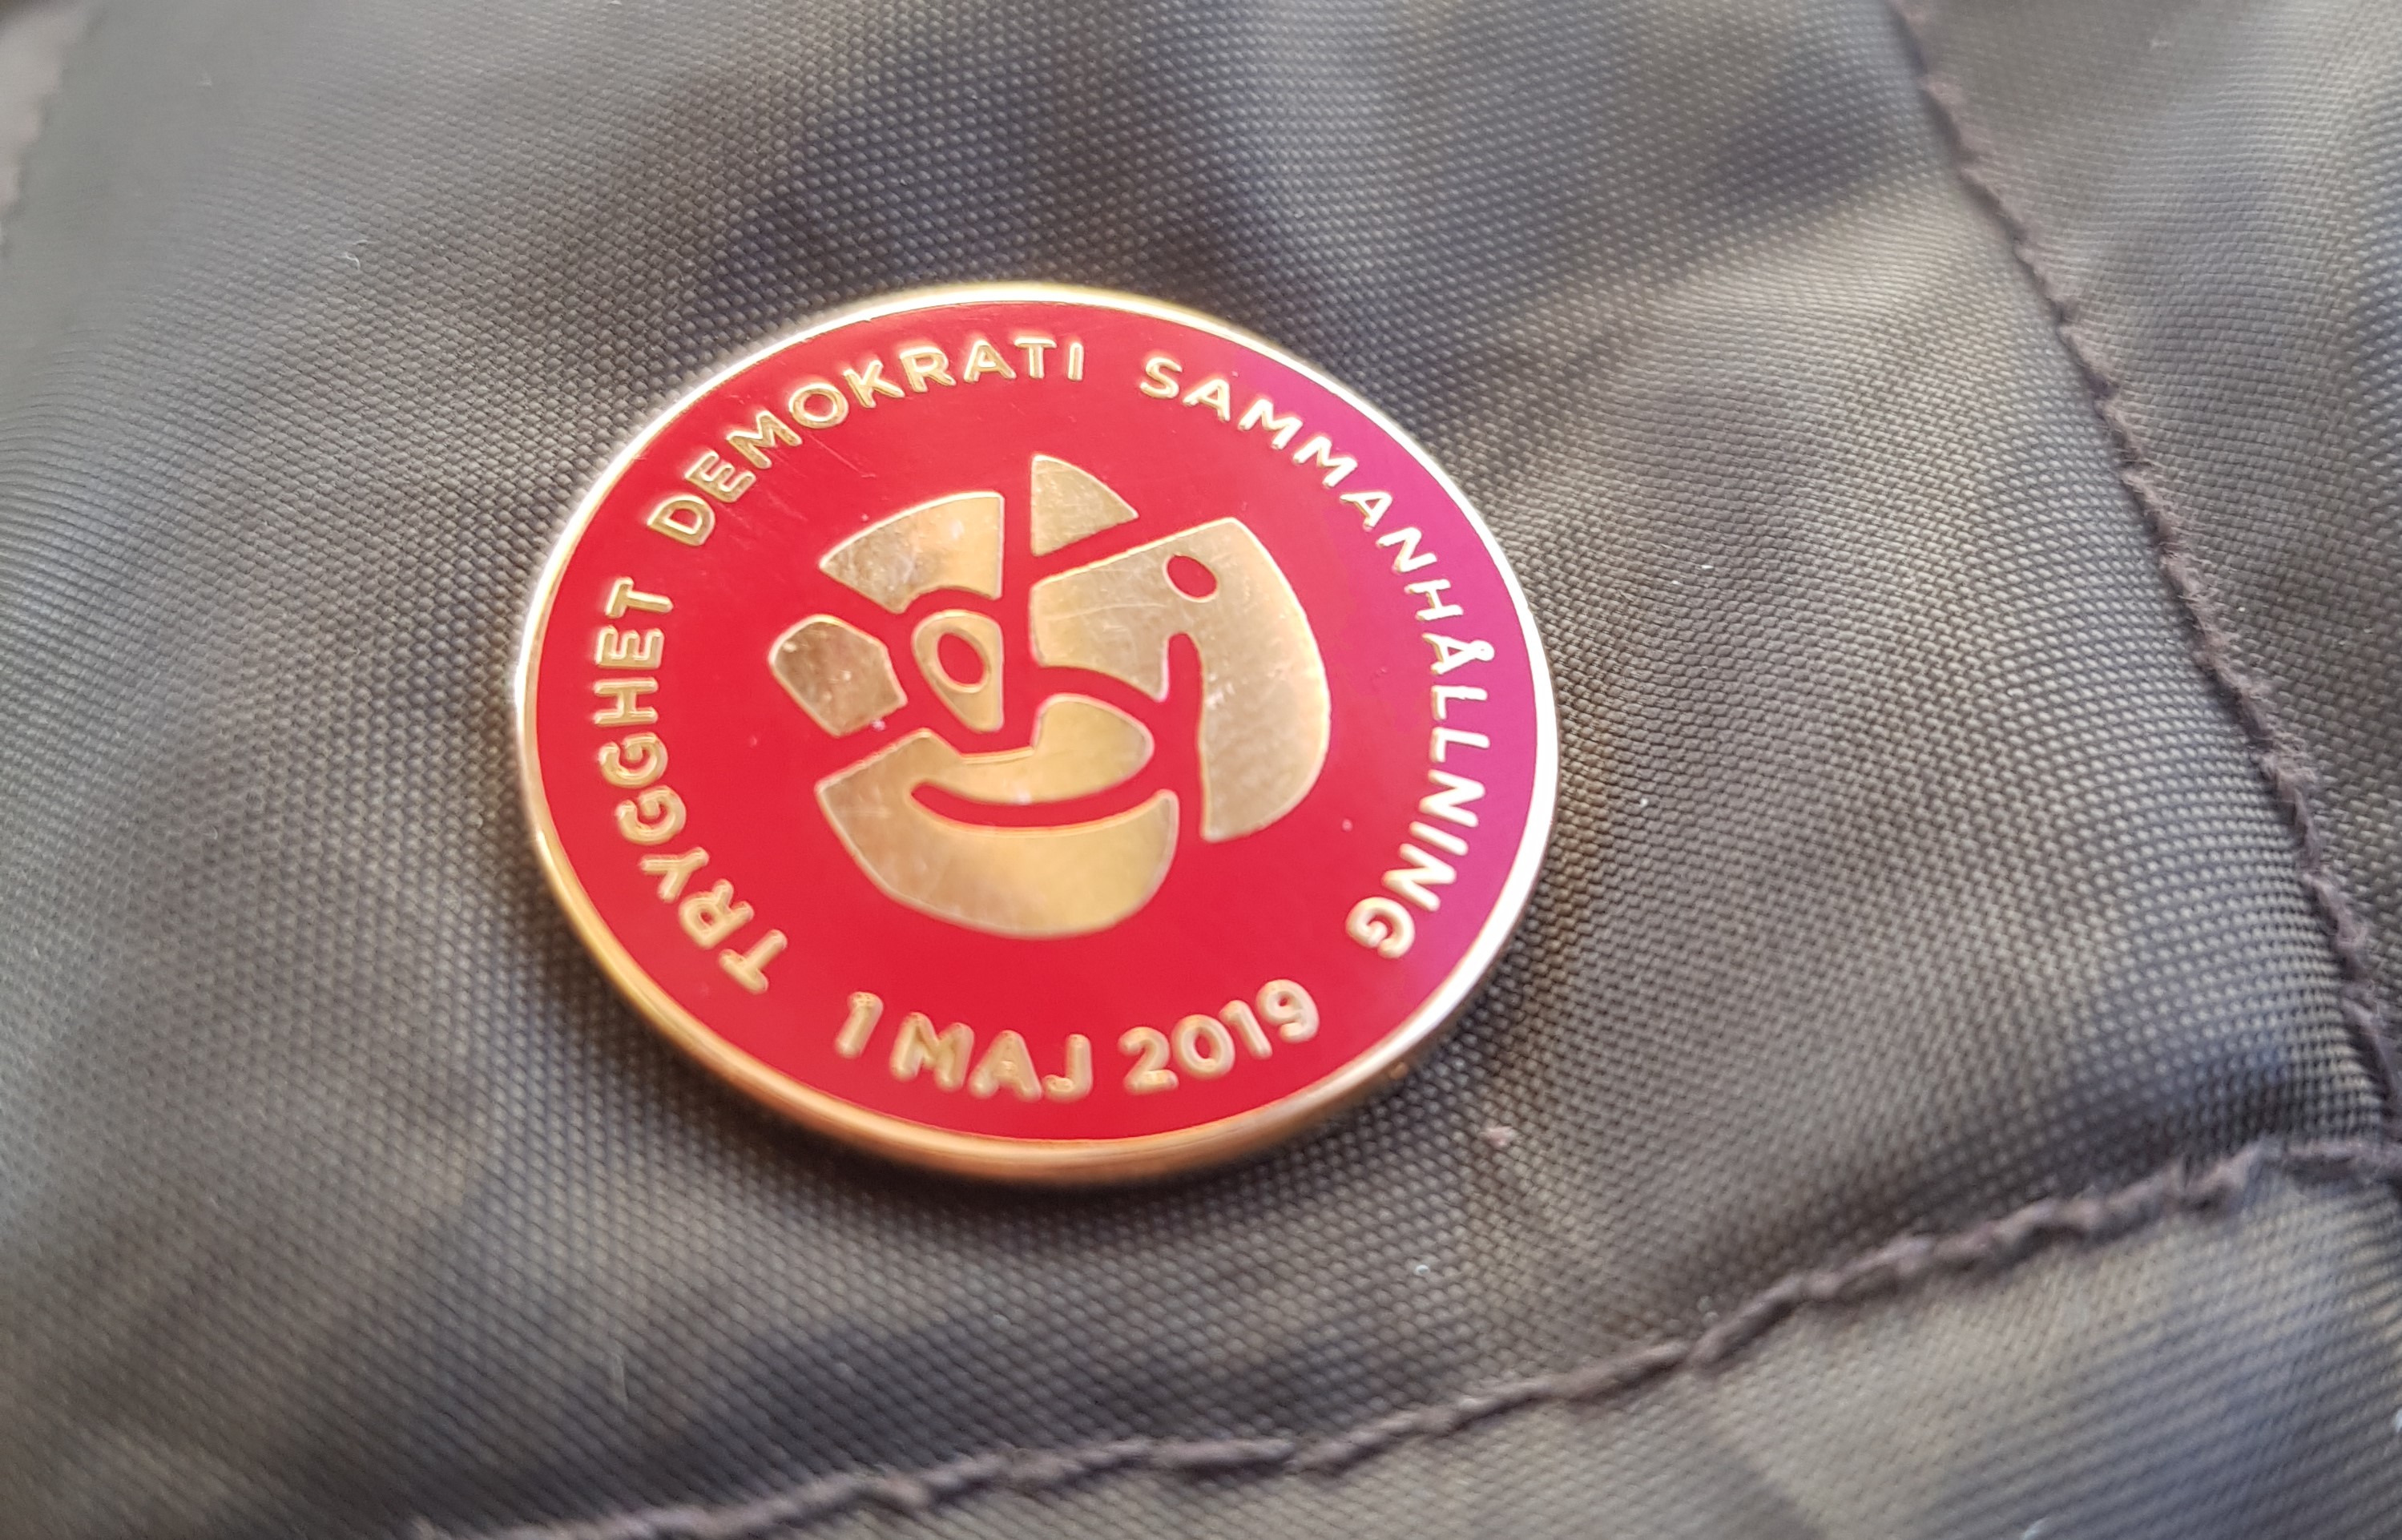 TRYGGHET DEMOKRATI SAMMANHÅLLNING
1 MAJ 2019